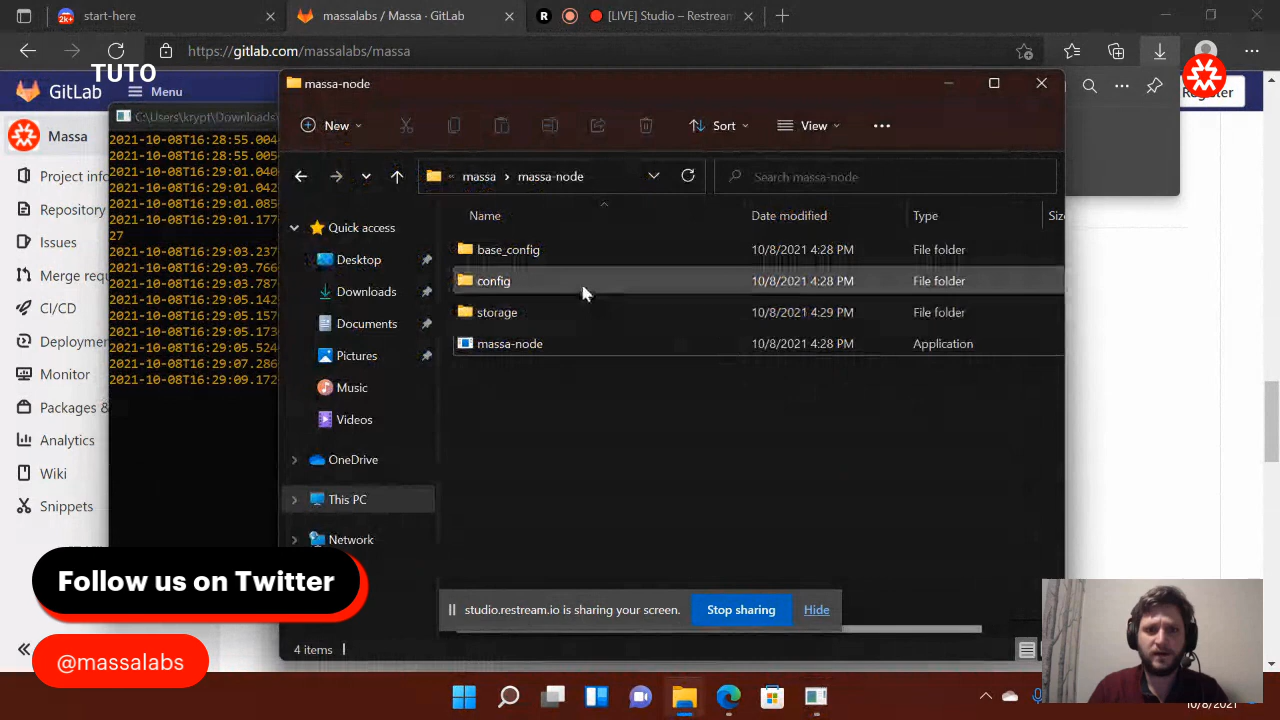 start-here
massalabs / Massa · GitLab
R
[LIVE] Studio – Restream
https://gitlab.com/massalabs/massa
TUTO
GitLab
Menu
Register
Massa
Project info
Repository
Issues
Merge requ
CI/CD
Deploymen
Monitor
Packages &
Analytics
Wiki
Snippets
C:\Users\krypt\Downloads\
2021-10-08T16:28:55.004
2021-10-08T16:28:55.005
2021-10-08T16:29:01.040
2021-10-08T16:29:01.042
2021-10-08T16:29:01.085
2021-10-08T16:29:01.177
27
2021-10-08T16:29:03.237
2021-10-08T16:29:03.766
2021-10-08T16:29:03.787
2021-10-08T16:29:05.142
2021-10-08T16:29:05.157
2021-10-08T16:29:05.173
2021-10-08T16:29:05.524
2021-10-08T16:29:07.286
2021-10-08T16:29:09.172
massa-node
New
Sort
View
massa
massa-node
Search massa-node
Quick access
Desktop
Downloads
Documents
Pictures
Music
Videos
OneDrive
This PC
Network
Name Date modified Type Siz
base_config 10/8/2021 4:28 PM File folder
config 10/8/2021 4:28 PM File folder
storage 10/8/2021 4:29 PM File folder
massa-node 10/8/2021 4:28 PM Application
studio.restream.io is sharing your screen.
Stop sharing
Hide
4 items
Follow us on Twitter
@massalabs
10/8/2021